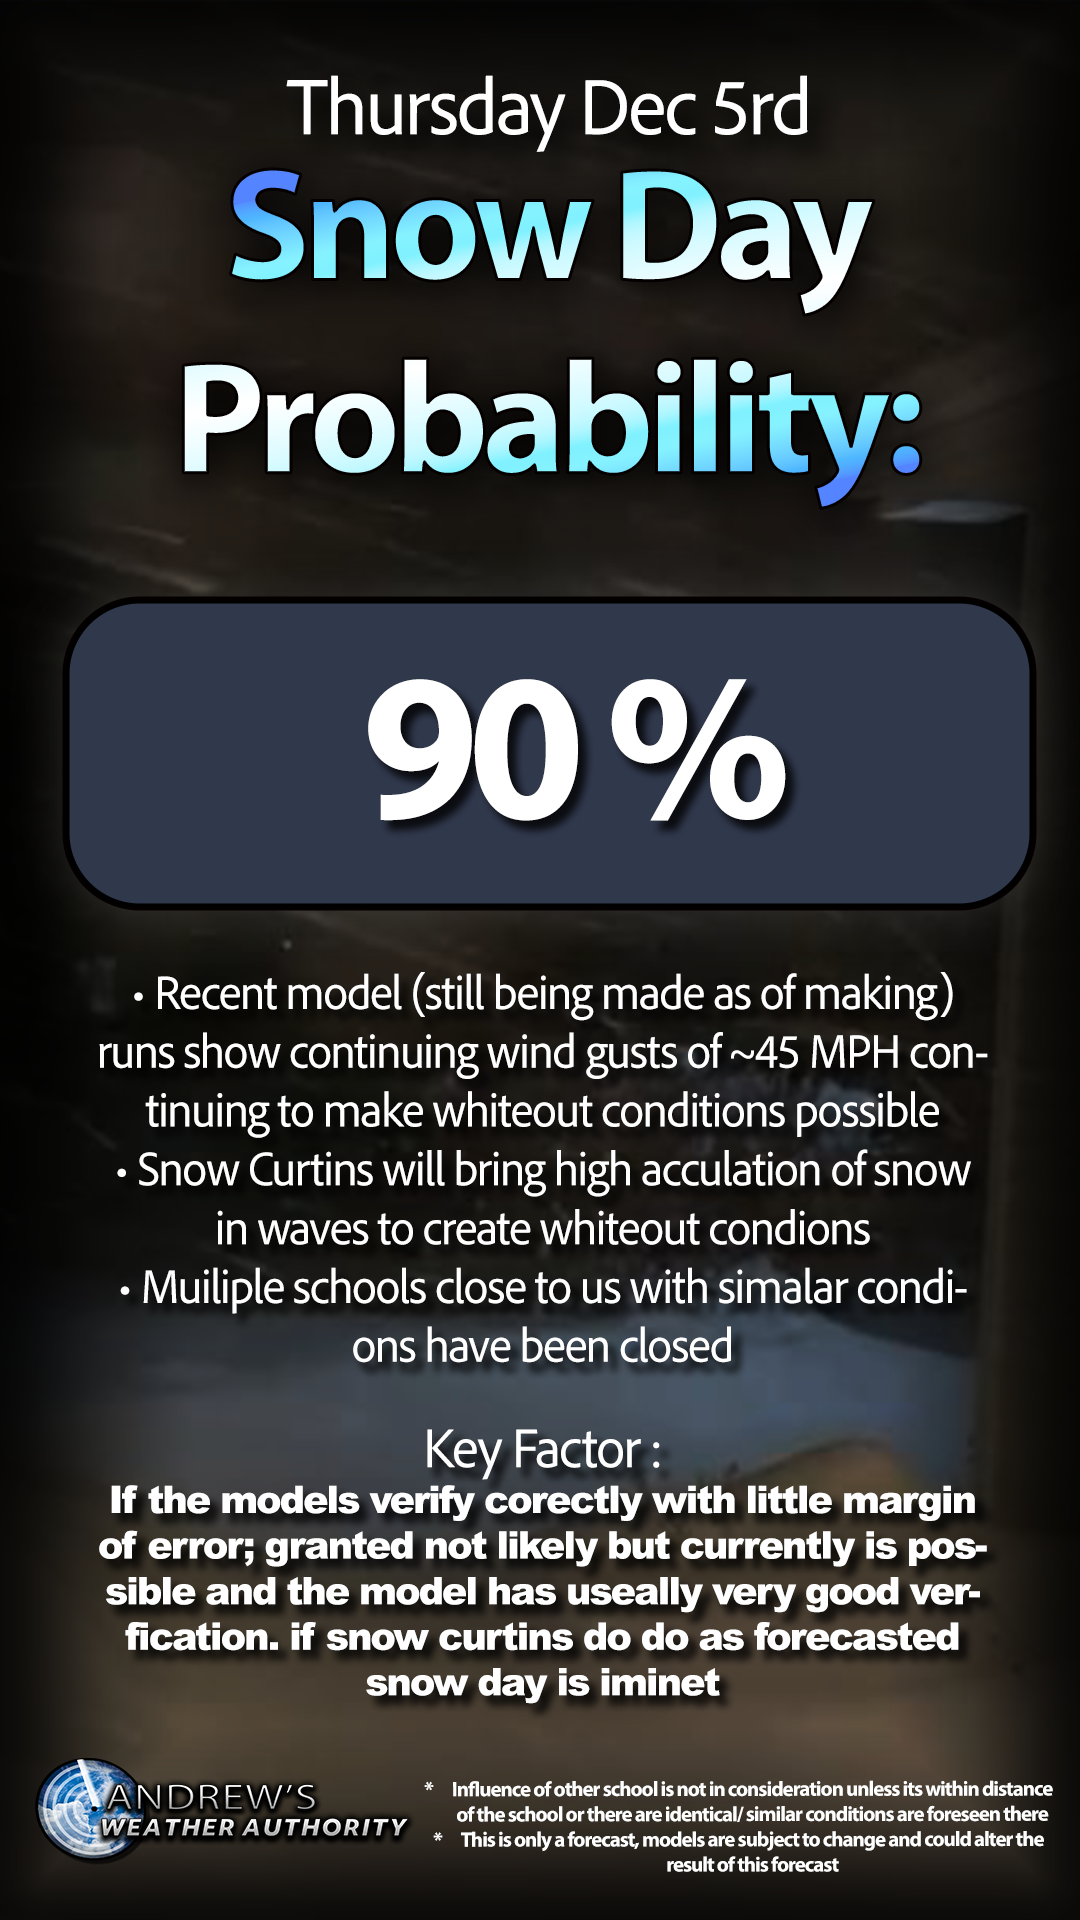 Thursday Dec 5rd
Snow Day
Probability:
90 %
• Recent model (still being made as of making)
runs show continuing wind gusts of ~45 MPH con-
tinuing to make whiteout conditions possible
• Snow Curtins will bring high acculation of snow
in waves to create whiteout condions
• Muiliple schools close to us with simalar condi-
ons have been closed
Key Factor :
If the models verify corectly with little margin
of error; granted not likely but currently is pos-
sible and the model has useally very good ver-
fication. if snow curtins do do as forecasted
snow day is iminet
ANDREW'S
WEATHER AUTHORITY
* Influence of other school is not in consideration unless its within distance
of the school or there are identical/ similar conditions are foreseen there
* This is only a forecast, models are subject to change and could alter the
result of this forecast